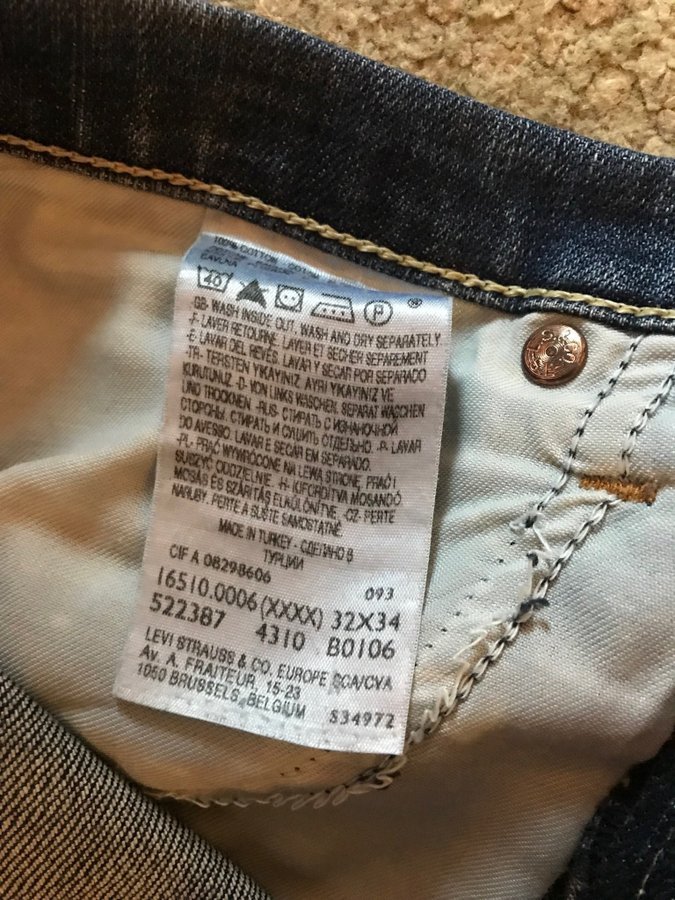 100% COTTON
40
P
®
-GB- WASH INSIDE OUT. WASH AND DRY SEPARATELY
-F- LAVER RETOURNE. LAVER ET SECHER SEPAREMENT
-E- LAVAR DEL REVÉS. LAVAR Y SECAR POR SEPARADO
-TR- TERSTEN YIKAYINIZ. AYRI YIKAYINIZ VE
KURUTUNUZ. -D- VON LINKS WASCHEN. SEPARAT WASCHEN
UND TROCKNEN. -RUS- СТИРАТЬ С ИЗНАНОЧНОЙ
СТОРОНЫ. СТИРАТЬ И СУШИТЬ ОТДЕЛЬНО. -P- LAVAR
DO AVESSO. LAVAR E SECAR EM SEPARADO.
-PL- PRAĆ WYWRÓCONE NA LEWĄ STRONĘ, PRAĆ I
SUSZYĆ ODDZIELNIE. -H- KIFORDÍTVA MOSANDÓ
MOSÁS ÉS SZÁRÍTÁS ELKÜLÖNÍTVE. -CZ- PERTE
NARUBY. PERTE A SUŠTE SAMOSTATNĚ.
MADE IN TURKEY - СДЕЛАНО В
ТУРЦИИ
CIF A 08298606
093
16510.0006 (XXXX) 32X34
522387 4310 B0106
LEVI STRAUSS & CO. EUROPE SCA/CVA
Av. A. FRAITEUR, 15-23
1050 BRUSSELS, BELGIUM
S34972